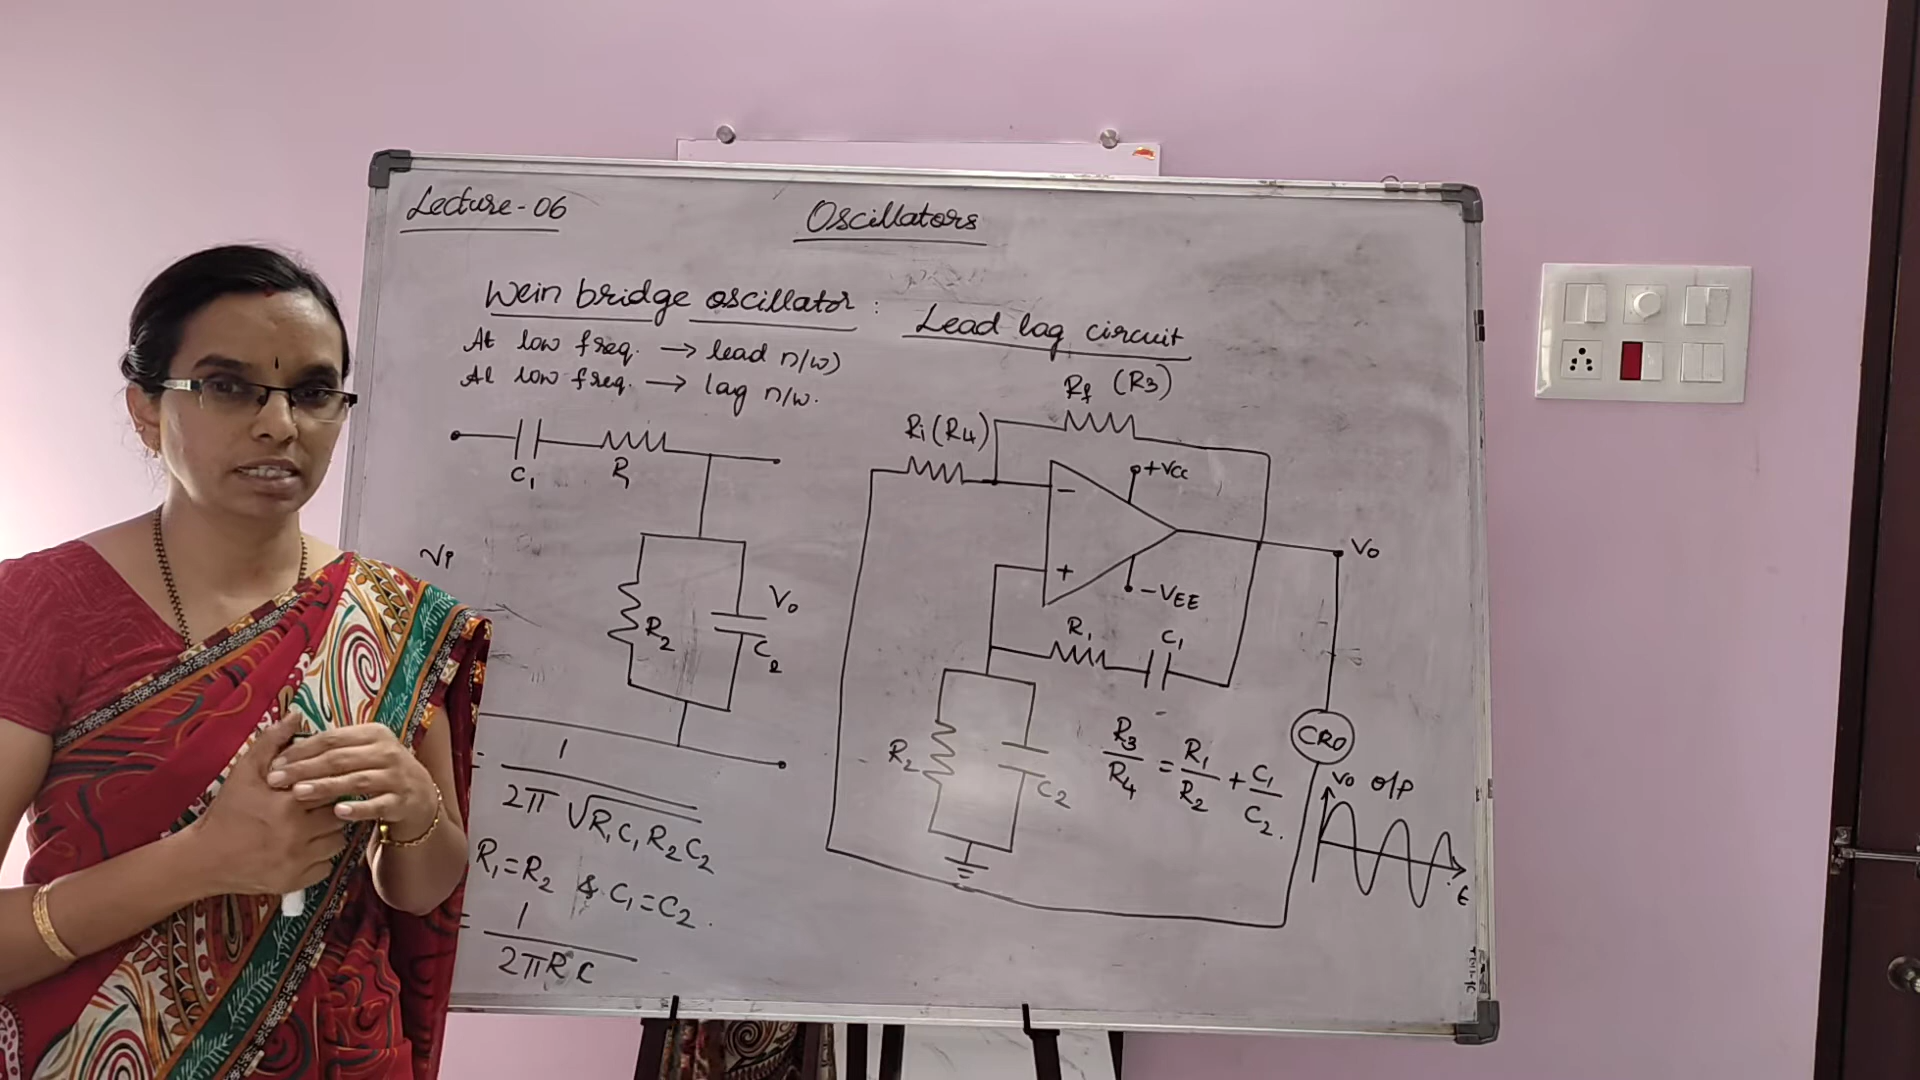 Lecture-06
Oscillators
Wein bridge oscillator :
Lead lag circuit
At low freq. → lead n/w)
At low freq. → lag n/w.
C1
R1
Vi
R2
C2
Vo
= 1 / 2π √R1C1R2C2
R1=R2 & C1=C2.
= 1 / 2πRC
Rf (R3)
Ri(R4)
+VCC
-
+
-VEE
Vo
R1
C1
R2
C2
R3/R4 = R1/R2 + C1/C2.
CRO
Vo o/p
t